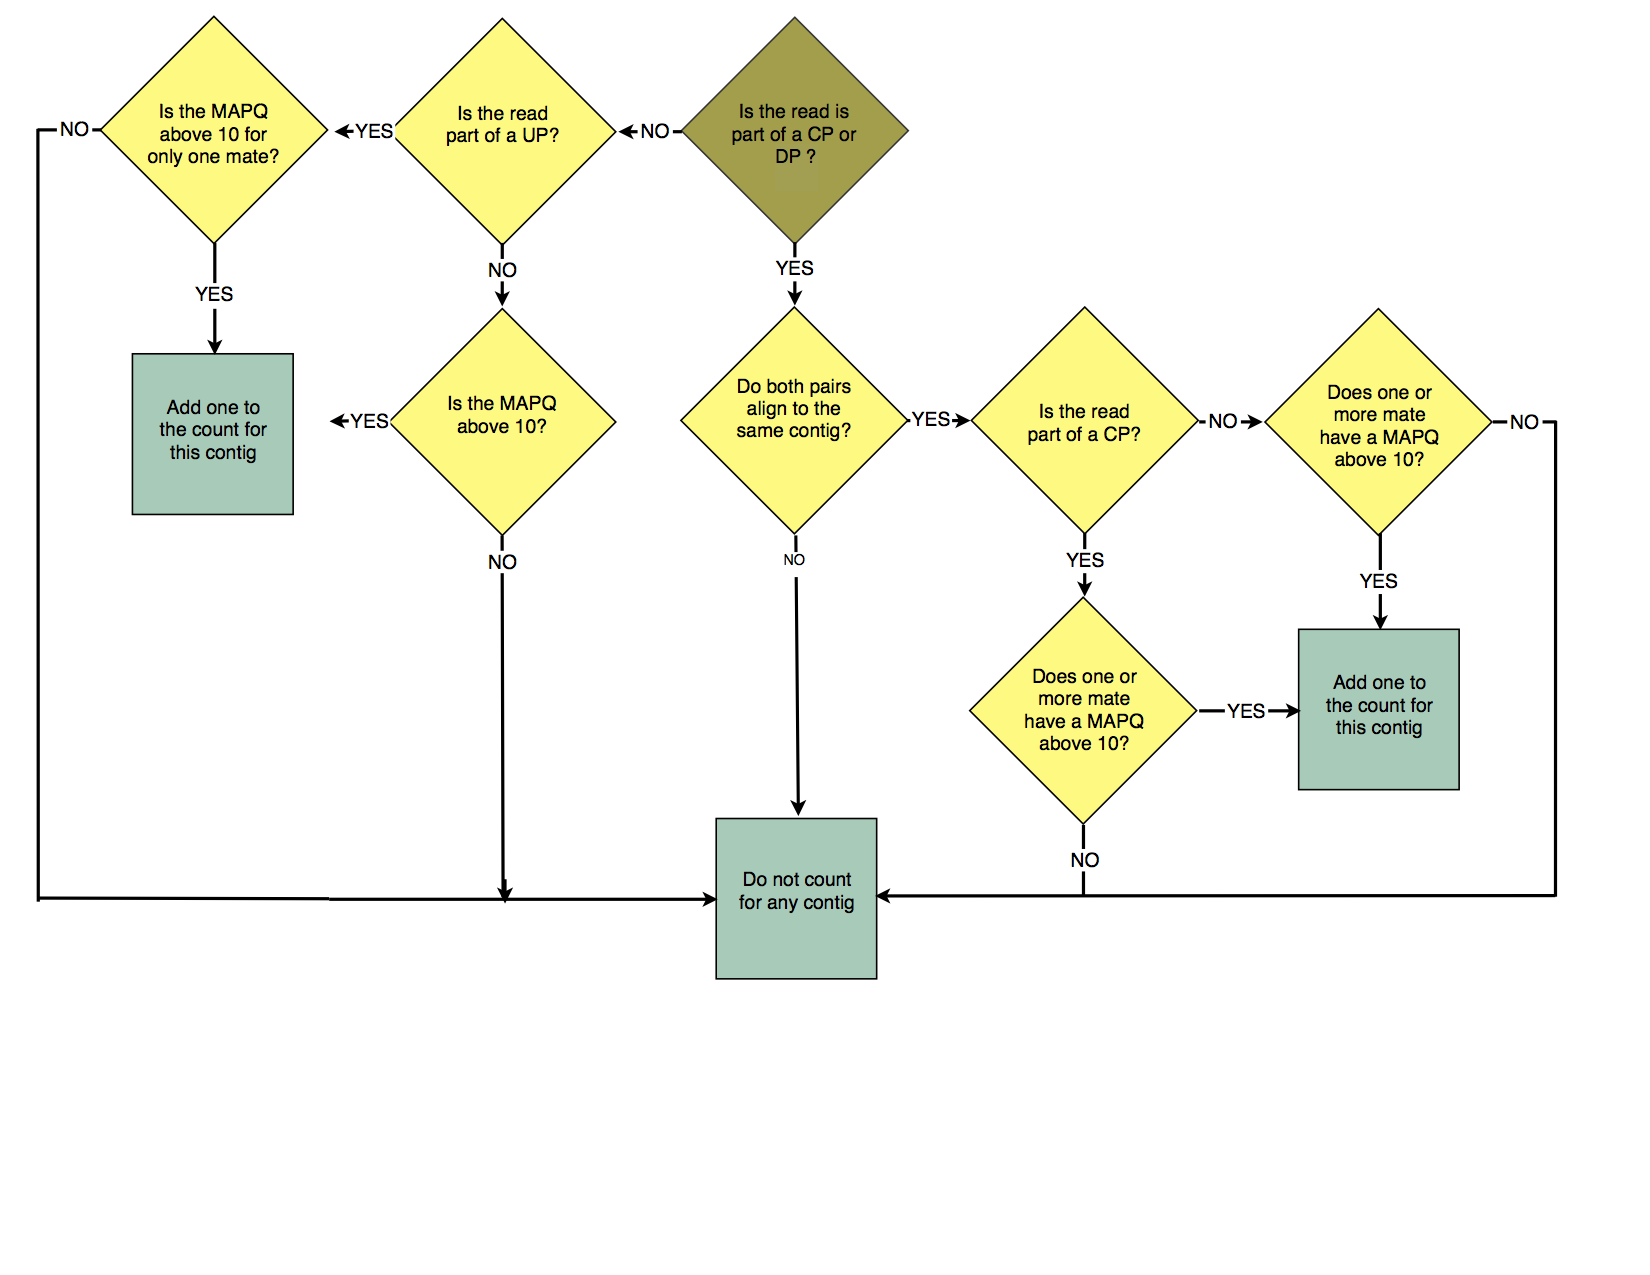 Is the MAPQ
above 10 for
only one mate?
Is the read
part of a UP?
Is the read is
part of a CP or
DP ?
NO
YES
NO
YES
NO
YES
Add one to
the count for
this contig
YES
Is the MAPQ
above 10?
Do both pairs
align to the
same contig?
YES
Is the read
part of a CP?
NO
Does one or
more mate
have a MAPQ
above 10?
NO
NO
NO
YES
YES
Does one or
more mate
have a MAPQ
above 10?
YES
Add one to
the count for
this contig
NO
Do not count
for any contig